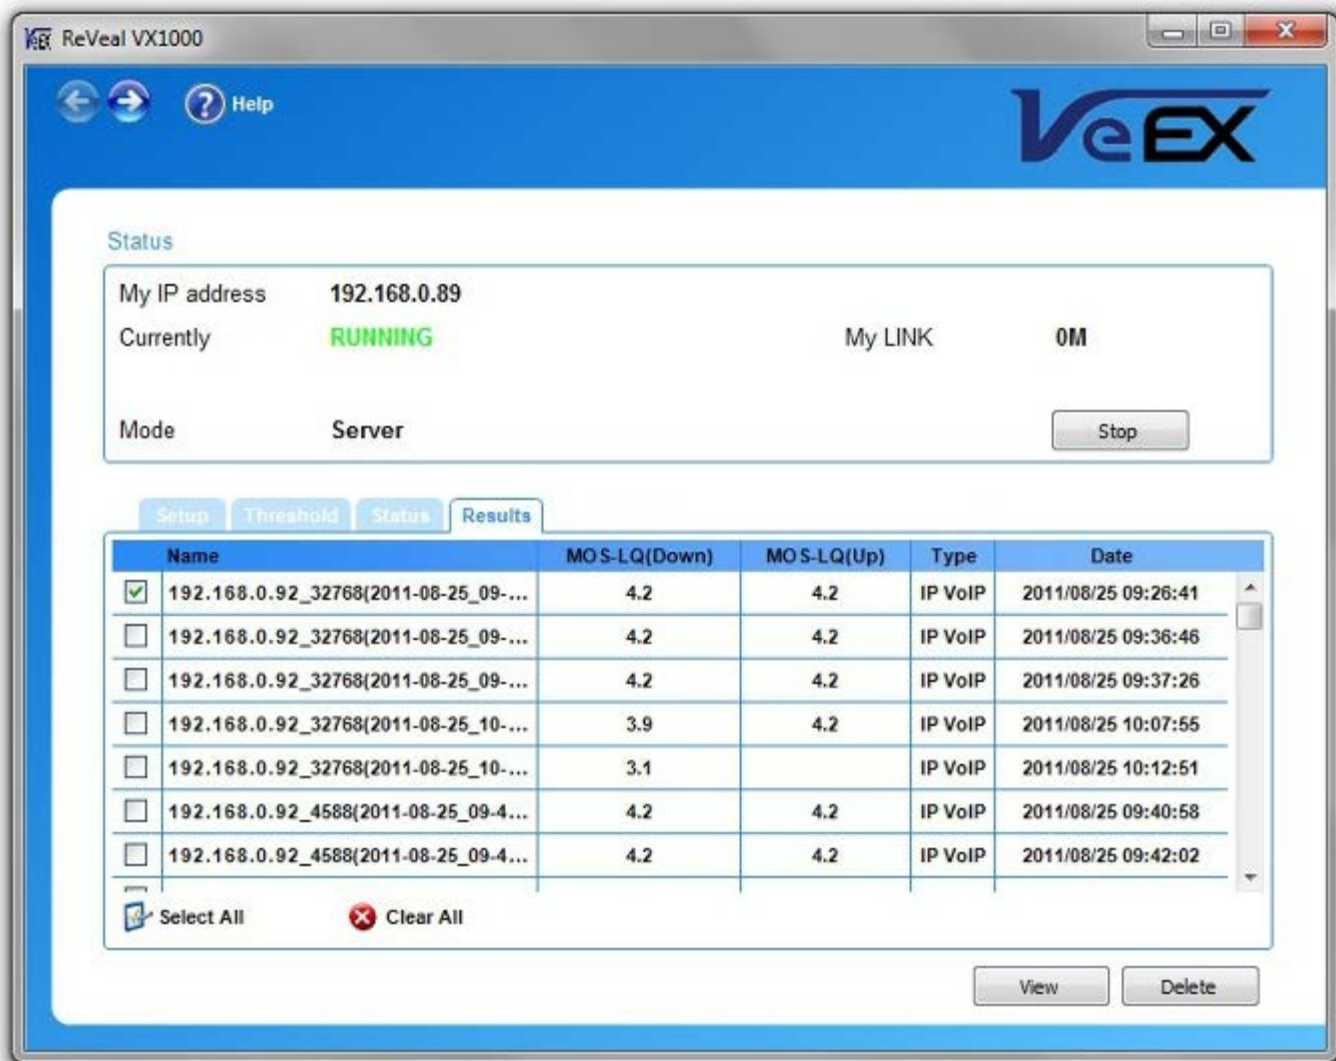 ReVeal VX1000
Help
VeEX
Status
My IP address 192.168.0.89
Currently RUNNING My LINK 0M
Mode Server Stop
Setup Threshold Status Results
Name MOS-LQ(Down) MOS-LQ(Up) Type Date
192.168.0.92_32768(2011-08-25_09-... 4.2 4.2 IP VoIP 2011/08/25 09:26:41
192.168.0.92_32768(2011-08-25_09-... 4.2 4.2 IP VoIP 2011/08/25 09:36:46
192.168.0.92_32768(2011-08-25_09-... 4.2 4.2 IP VoIP 2011/08/25 09:37:26
192.168.0.92_32768(2011-08-25_10-... 3.9 4.2 IP VoIP 2011/08/25 10:07:55
192.168.0.92_32768(2011-08-25_10-... 3.1 IP VoIP 2011/08/25 10:12:51
192.168.0.92_4588(2011-08-25_09-4... 4.2 4.2 IP VoIP 2011/08/25 09:40:58
192.168.0.92_4588(2011-08-25_09-4... 4.2 4.2 IP VoIP 2011/08/25 09:42:02
Select All Clear All
View Delete